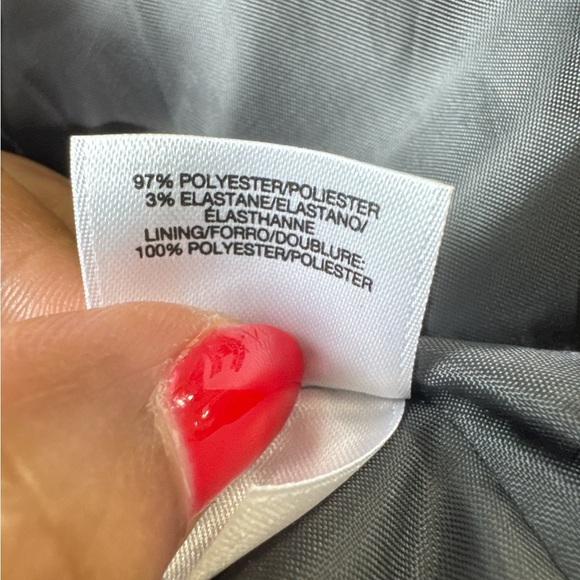 97% POLYESTER/POLIESTER
3% ELASTANE/ELASTANO/
ÉLASTHANNE
LINING/FORRO/DOUBLURE:
100% POLYESTER/POLIESTER